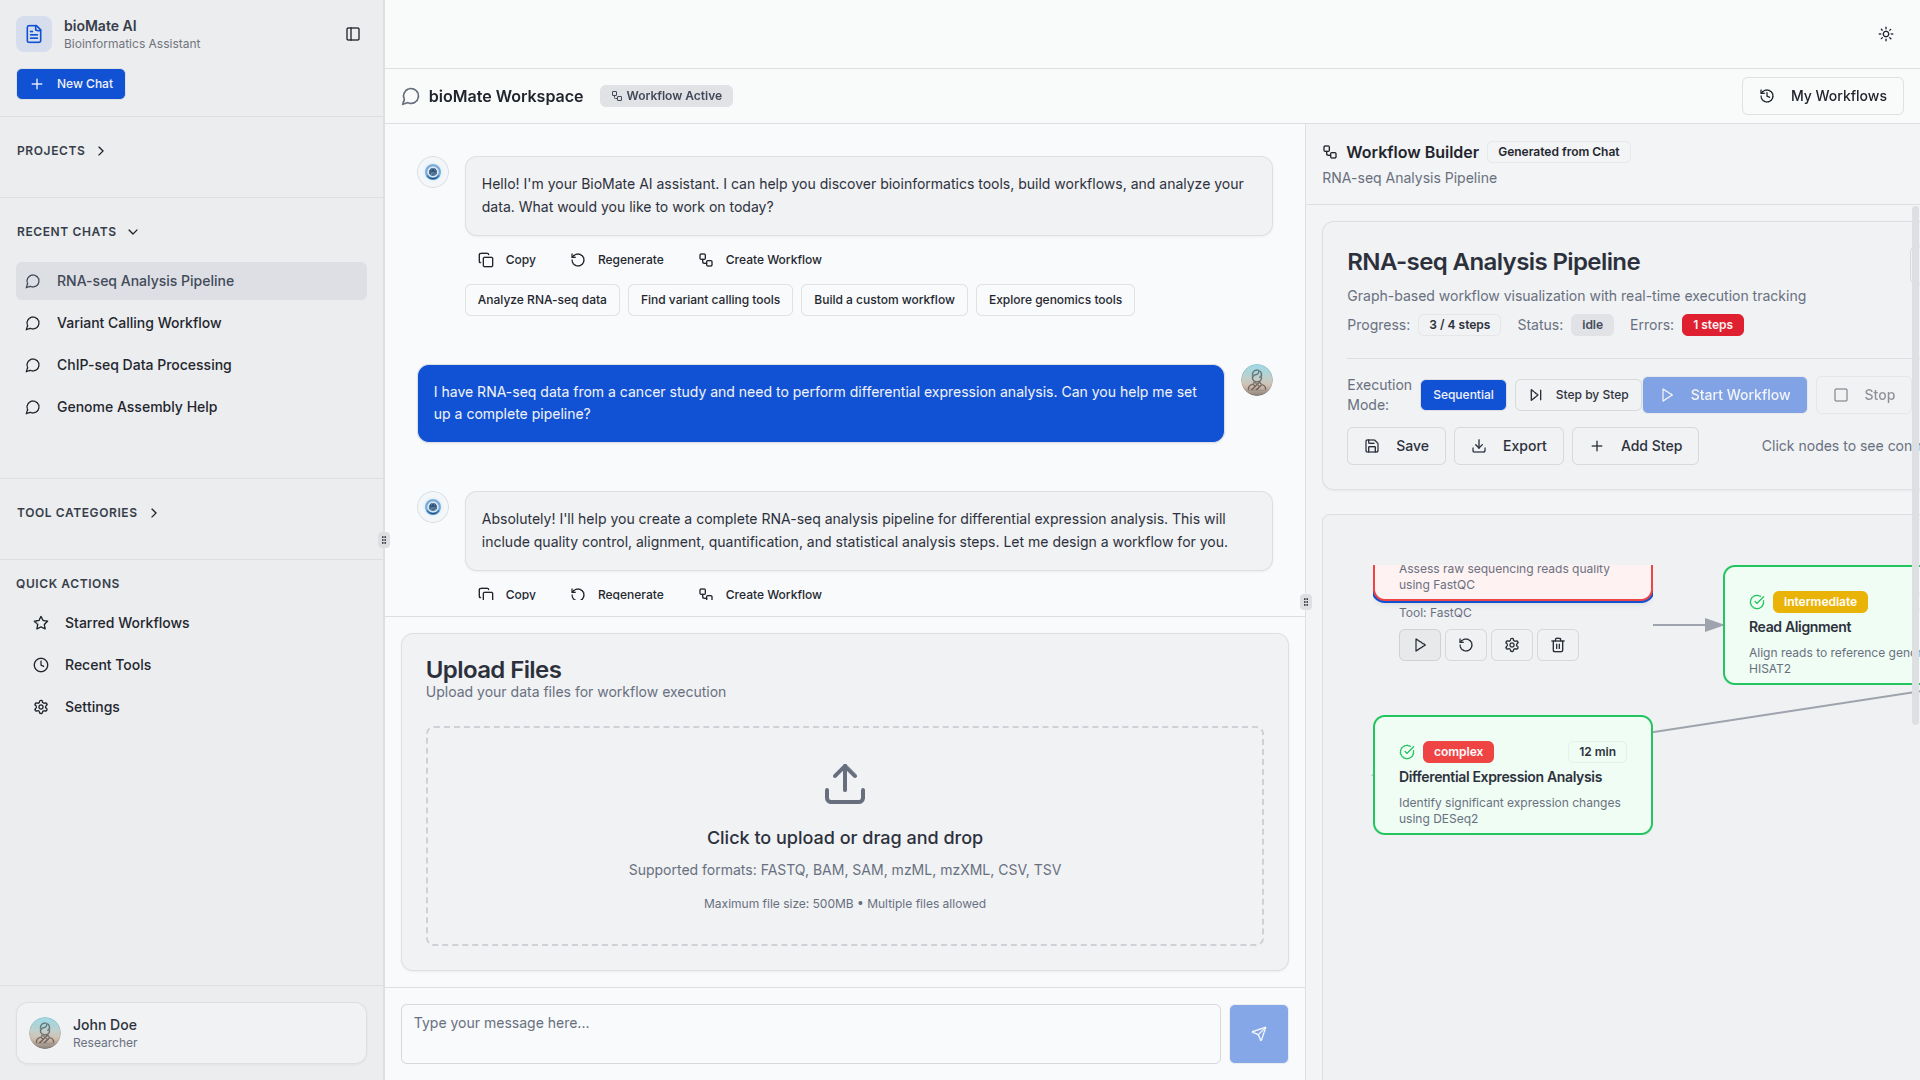 bioMate AI
Bioinformatics Assistant
New Chat
PROJECTS
RECENT CHATS
RNA-seq Analysis Pipeline
Variant Calling Workflow
ChIP-seq Data Processing
Genome Assembly Help
TOOL CATEGORIES
QUICK ACTIONS
Starred Workflows
Recent Tools
Settings
John Doe
Researcher
bioMate Workspace
Workflow Active
My Workflows
Hello! I'm your BioMate AI assistant. I can help you discover bioinformatics tools, build workflows, and analyze your
data. What would you like to work on today?
Copy
Regenerate
Create Workflow
Analyze RNA-seq data
Find variant calling tools
Build a custom workflow
Explore genomics tools
I have RNA-seq data from a cancer study and need to perform differential expression analysis. Can you help me set
up a complete pipeline?
Absolutely! I'll help you create a complete RNA-seq analysis pipeline for differential expression analysis. This will
include quality control, alignment, quantification, and statistical analysis steps. Let me design a workflow for you.
Copy
Regenerate
Create Workflow
Upload Files
Upload your data files for workflow execution
Click to upload or drag and drop
Supported formats: FASTQ, BAM, SAM, mzML, mzXML, CSV, TSV
Maximum file size: 500MB • Multiple files allowed
Type your message here...
Workflow Builder
Generated from Chat
RNA-seq Analysis Pipeline
RNA-seq Analysis Pipeline
Graph-based workflow visualization with real-time execution tracking
Progress: 3 / 4 steps Status: idle Errors: 1 steps
Execution
Mode:
Sequential
Step by Step
Start Workflow
Stop
Save
Export
Add Step
Click nodes to see con
Assess raw sequencing reads quality
using FastQC
Tool: FastQC
intermediate
Read Alignment
Align reads to reference geno
HISAT2
complex
12 min
Differential Expression Analysis
Identify significant expression changes
using DESeq2